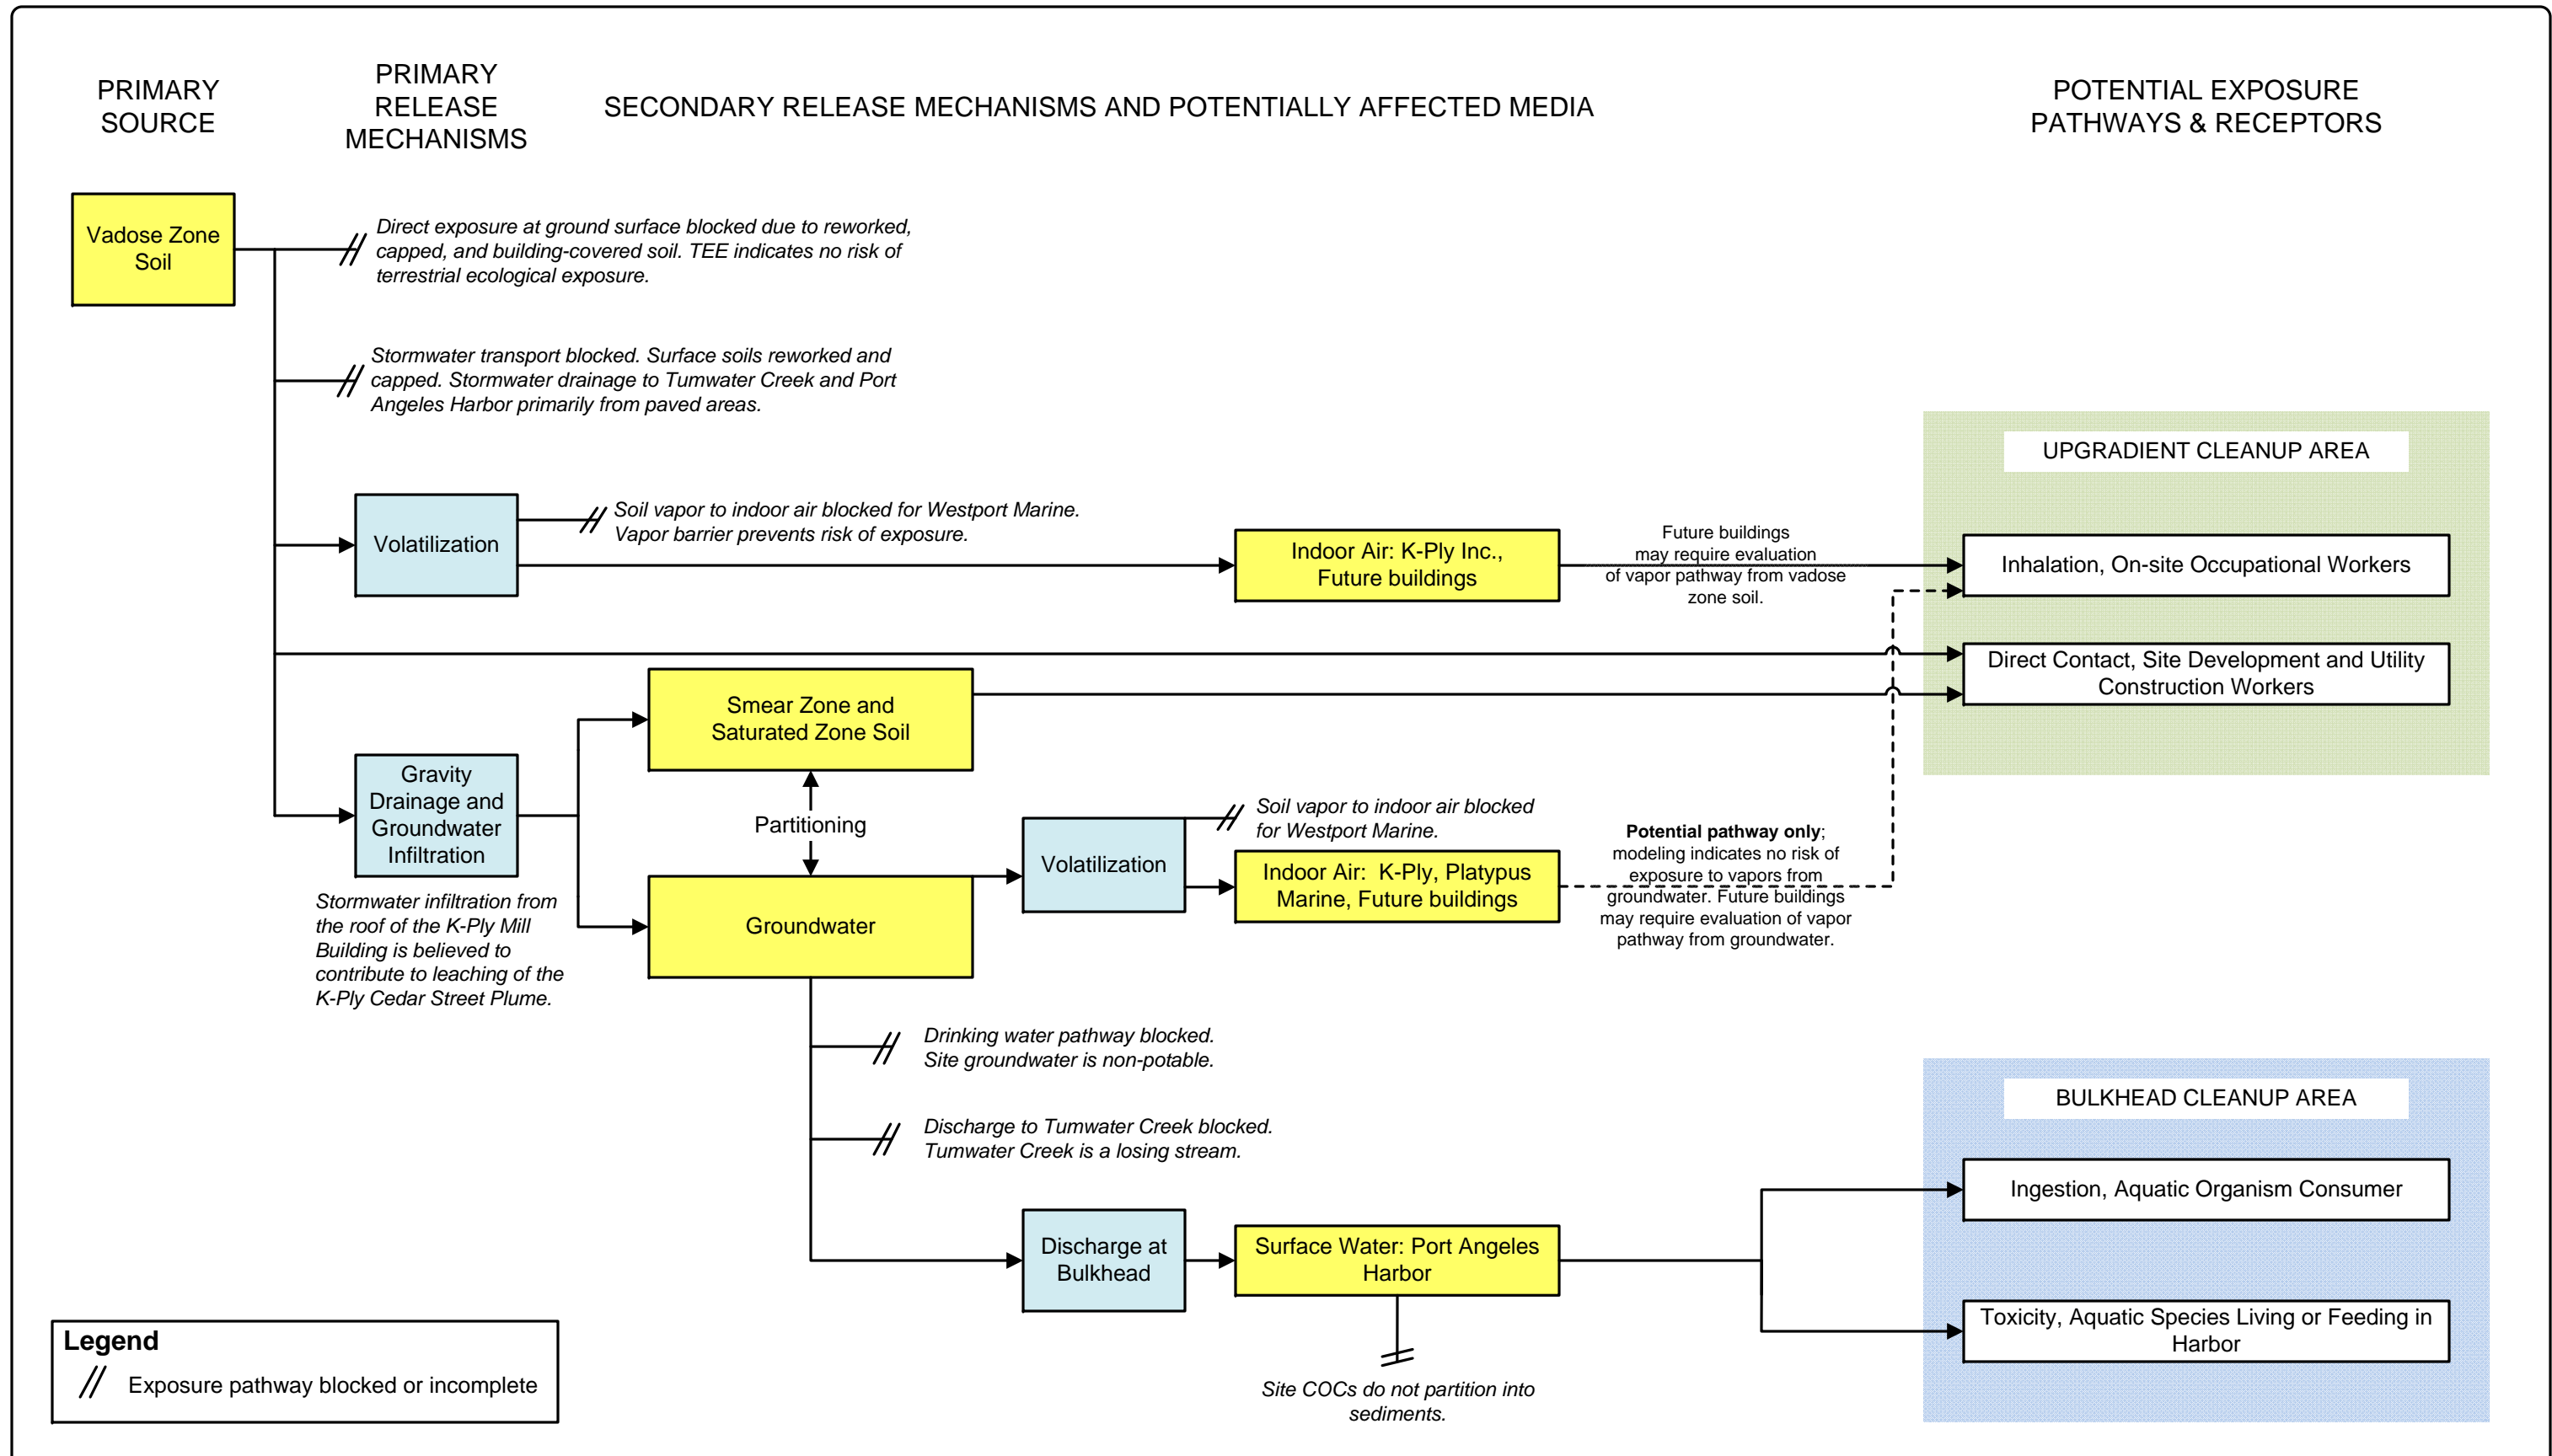 PRIMARY
SOURCE
PRIMARY
RELEASE
MECHANISMS
SECONDARY RELEASE MECHANISMS AND POTENTIALLY AFFECTED MEDIA
POTENTIAL EXPOSURE
PATHWAYS & RECEPTORS
Vadose Zone
Soil
Direct exposure at ground surface blocked due to reworked,
capped, and building-covered soil. TEE indicates no risk of
terrestrial ecological exposure.
Stormwater transport blocked. Surface soils reworked and
capped. Stormwater drainage to Tumwater Creek and Port
Angeles Harbor primarily from paved areas.
UPGRADIENT CLEANUP AREA
Volatilization
Soil vapor to indoor air blocked for Westport Marine.
Vapor barrier prevents risk of exposure.
Indoor Air: K-Ply Inc.,
Future buildings
Future buildings
may require evaluation
of vapor pathway from vadose
zone soil.
Inhalation, On-site Occupational Workers
Direct Contact, Site Development and Utility
Construction Workers
Smear Zone and
Saturated Zone Soil
Gravity
Drainage and
Groundwater
Infiltration
Partitioning
Stormwater infiltration from
the roof of the K-Ply Mill
Building is believed to
contribute to leaching of the
K-Ply Cedar Street Plume.
Groundwater
Volatilization
Soil vapor to indoor air blocked
for Westport Marine.
Indoor Air:  K-Ply, Platypus
Marine, Future buildings
Potential pathway only;
modeling indicates no risk of
exposure to vapors from
groundwater. Future buildings
may require evaluation of vapor
pathway from groundwater.
Drinking water pathway blocked.
Site groundwater is non-potable.
Discharge to Tumwater Creek blocked.
Tumwater Creek is a losing stream.
BULKHEAD CLEANUP AREA
Discharge at
Bulkhead
Surface Water: Port Angeles
Harbor
Ingestion, Aquatic Organism Consumer
Toxicity, Aquatic Species Living or Feeding in
Harbor
Site COCs do not partition into
sediments.
Legend
// Exposure pathway blocked or incomplete